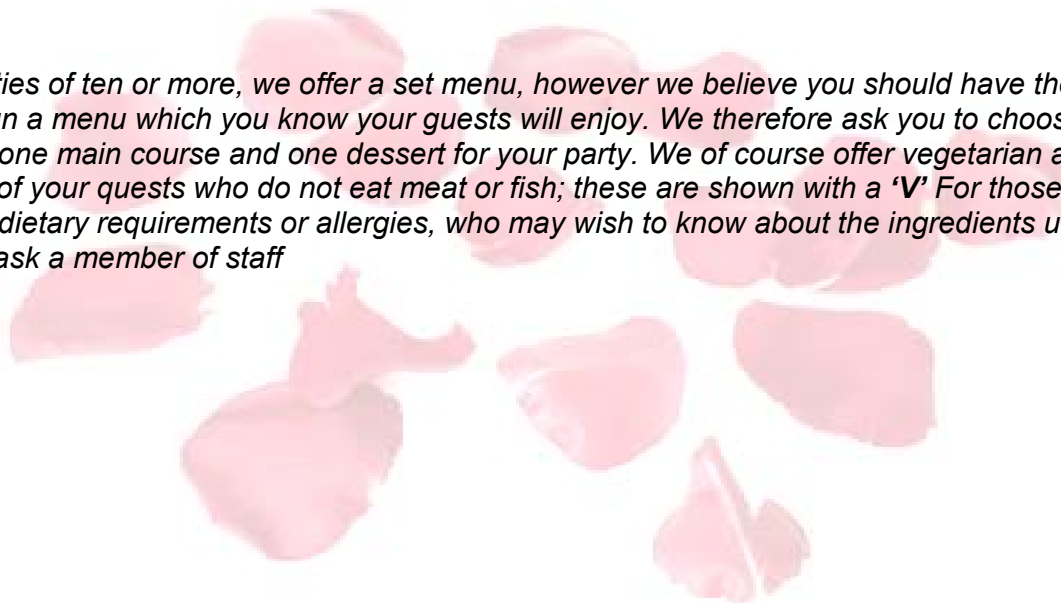 ties of ten or more, we offer a set menu, however we believe you should have the
n a menu which you know your guests will enjoy. We therefore ask you to choos
one main course and one dessert for your party. We of course offer vegetarian a
of your quests who do not eat meat or fish; these are shown with a 'V' For those
dietary requirements or allergies, who may wish to know about the ingredients u
ask a member of staff